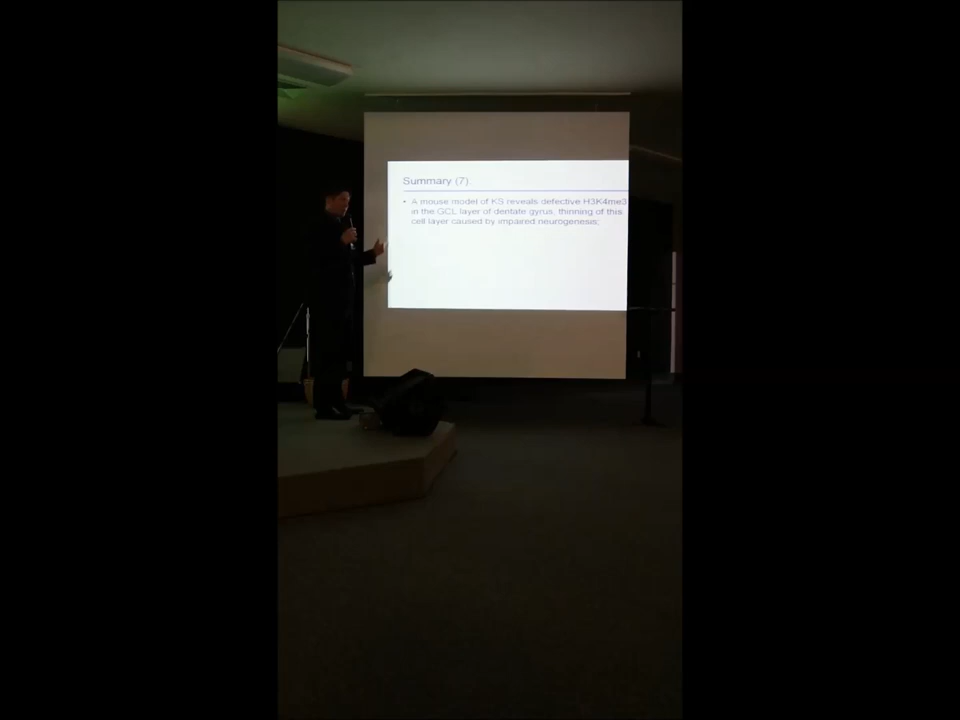 Summary (7).
• A mouse model of KS reveals defective H3K4me3
in the GCL layer of dentate gyrus, thinning of this
cell layer caused by impaired neurogenesis;